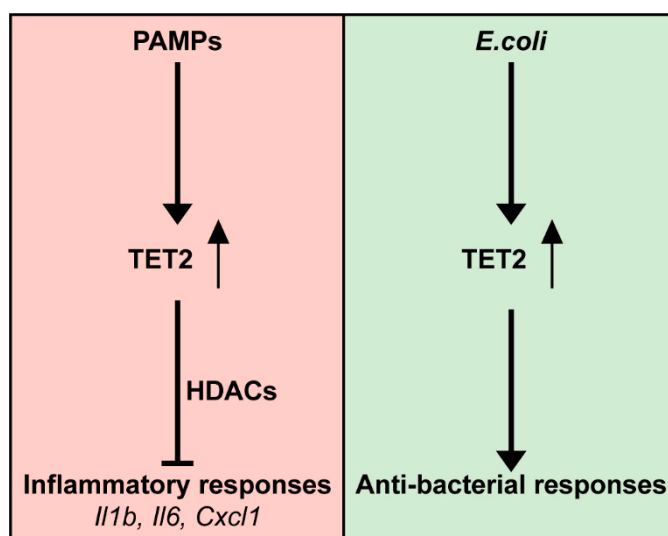 PAMPs
TET2
HDACs
Inflammatory responses
Il1b, Il6, Cxcl1
E.coli
TET2
Anti-bacterial responses